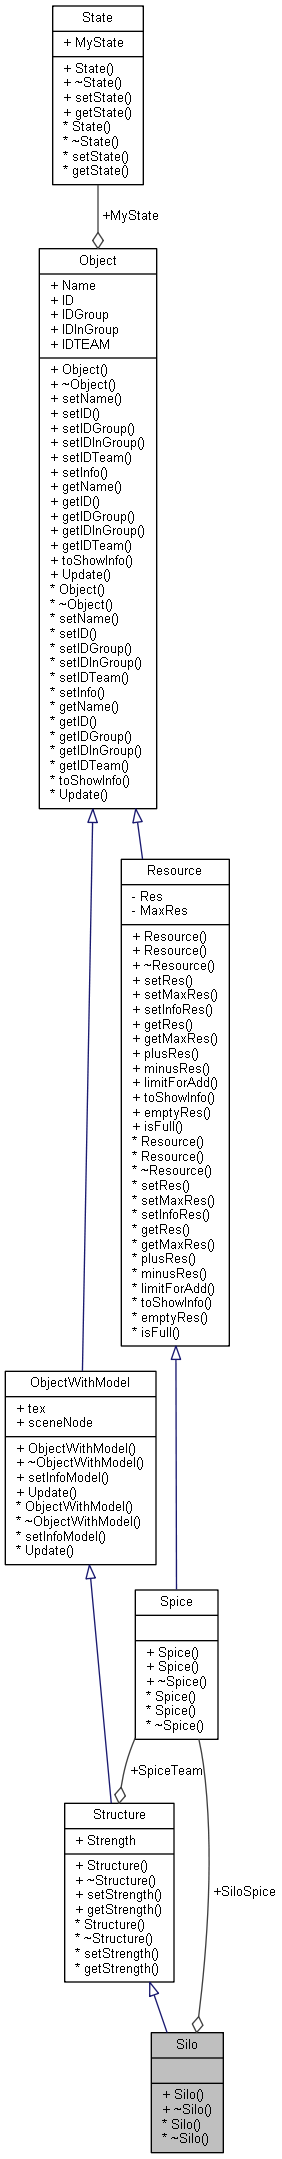 State
+ MyState
+ State()
+ ~State()
+ setState()
+ getState()
* State()
* ~State()
* setState()
* getState()
+MyState
Object
+ Name
+ ID
+ IDGroup
+ IDInGroup
+ IDTEAM
+ Object()
+ ~Object()
+ setName()
+ setID()
+ setIDGroup()
+ setIDInGroup()
+ setIDTeam()
+ setInfo()
+ getName()
+ getID()
+ getIDGroup()
+ getIDInGroup()
+ getIDTeam()
+ toShowInfo()
+ Update()
* Object()
* ~Object()
* setName()
* setID()
* setIDGroup()
* setIDInGroup()
* setIDTeam()
* setInfo()
* getName()
* getID()
* getIDGroup()
* getIDInGroup()
* getIDTeam()
* toShowInfo()
* Update()
Resource
- Res
- MaxRes
+ Resource()
+ Resource()
+ ~Resource()
+ setRes()
+ setMaxRes()
+ setInfoRes()
+ getRes()
+ getMaxRes()
+ plusRes()
+ minusRes()
+ limitForAdd()
+ toShowInfo()
+ emptyRes()
+ isFull()
* Resource()
* Resource()
* ~Resource()
* setRes()
* setMaxRes()
* setInfoRes()
* getRes()
* getMaxRes()
* plusRes()
* minusRes()
* limitForAdd()
* toShowInfo()
* emptyRes()
* isFull()
ObjectWithModel
+ tex
+ sceneNode
+ ObjectWithModel()
+ ~ObjectWithModel()
+ setInfoModel()
+ Update()
* ObjectWithModel()
* ~ObjectWithModel()
* setInfoModel()
* Update()
Spice
+ Spice()
+ Spice()
+ ~Spice()
* Spice()
* Spice()
* ~Spice()
+SpiceTeam
Structure
+ Strength
+ Structure()
+ ~Structure()
+ setStrength()
+ getStrength()
* Structure()
* ~Structure()
* setStrength()
* getStrength()
+SiloSpice
Silo
+ Silo()
+ ~Silo()
* Silo()
* ~Silo()